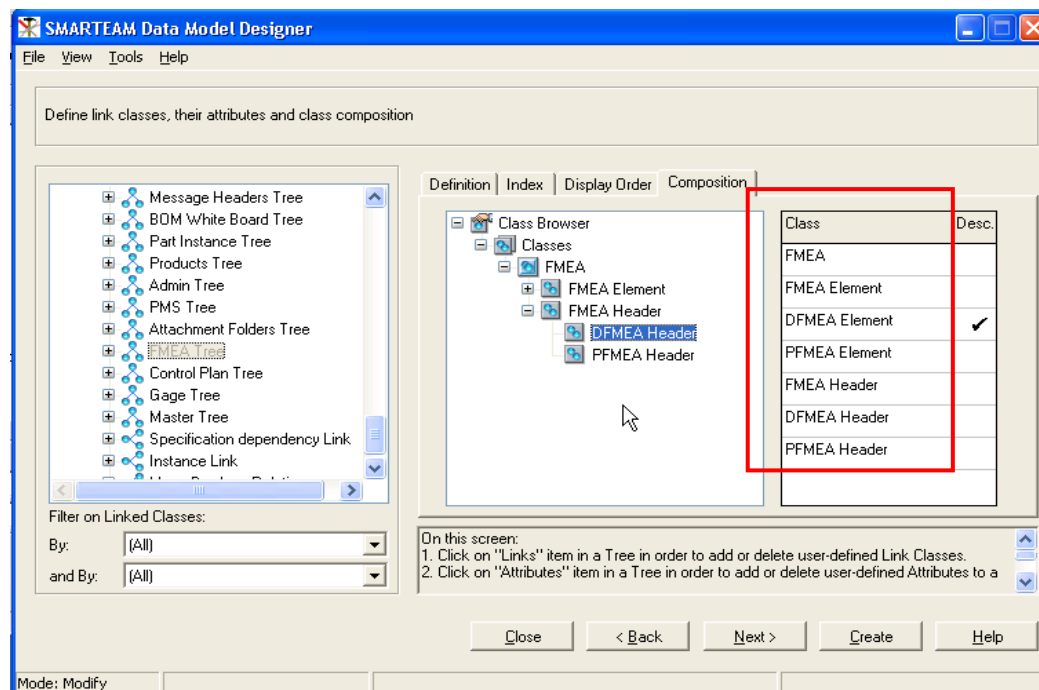 SMARTEAM Data Model Designer
File View Tools Help
Define link classes, their attributes and class composition
Message Headers Tree
BOM White Board Tree
Part Instance Tree
Products Tree
Admin Tree
PMS Tree
Attachment Folders Tree
FMEA Tree
Control Plan Tree
Gage Tree
Master Tree
Specification dependency Link
Instance Link
Filter on Linked Classes:
By: (All)
and By: (All)
Definition Index Display Order Composition
Class Browser
Classes
FMEA
FMEA Element
FMEA Header
DFMEA Header
PFMEA Header
Class Desc.
FMEA
FMEA Element
DFMEA Element
PFMEA Element
FMEA Header
DFMEA Header
PFMEA Header
On this screen:
1. Click on "Links" item in a Tree in order to add or delete user-defined Link Classes.
2. Click on "Attributes" item in a Tree in order to add or delete user-defined Attributes to a
Close < Back Next > Create Help
Mode: Modify